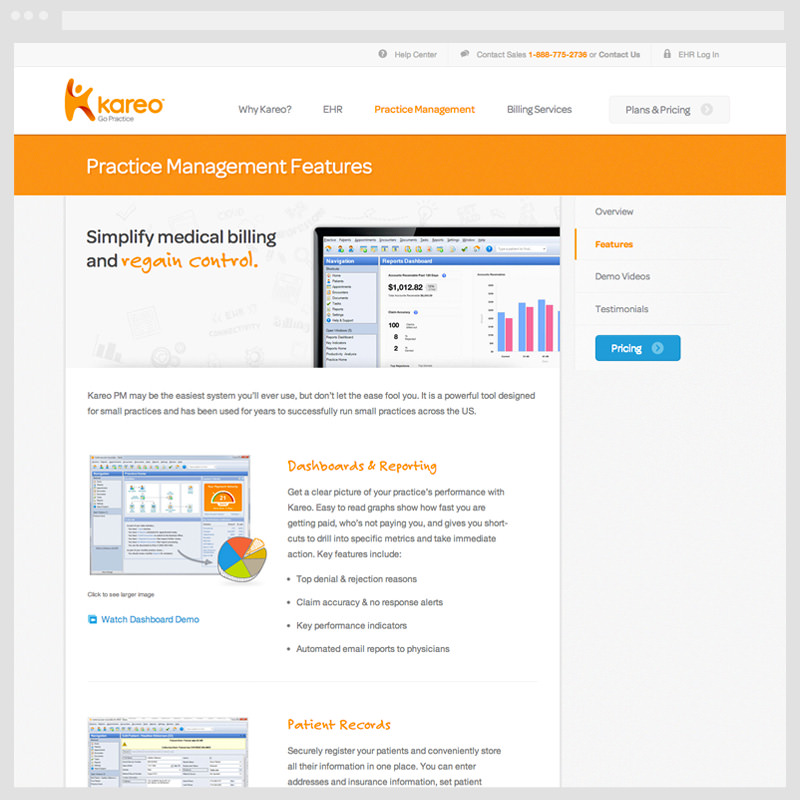 Help Center
Contact Sales 1-888-775-2736 or Contact Us
EHR Log In
kareo
Go Practice
Why Kareo?
EHR
Practice Management
Billing Services
Plans & Pricing
Practice Management Features
Simplify medical billing
and regain control.
Navigation
Reports Dashboard
$1,012.82
100
8
2
Overview
Features
Demo Videos
Testimonials
Pricing
Kareo PM may be the easiest system you'll ever use, but don't let the ease fool you. It is a powerful tool designed
for small practices and has been used for years to successfully run small practices across the US.
Click to see larger image
Watch Dashboard Demo
Dashboards & Reporting
Get a clear picture of your practice's performance with
Kareo. Easy to read graphs show how fast you are
getting paid, who's not paying you, and gives you short-
cuts to drill into specific metrics and take immediate
action. Key features include:
Top denial & rejection reasons
Claim accuracy & no response alerts
Key performance indicators
Automated email reports to physicians
Patient Records
Securely register your patients and conveniently store
all their information in one place. You can enter
addresses and insurance information, set patient